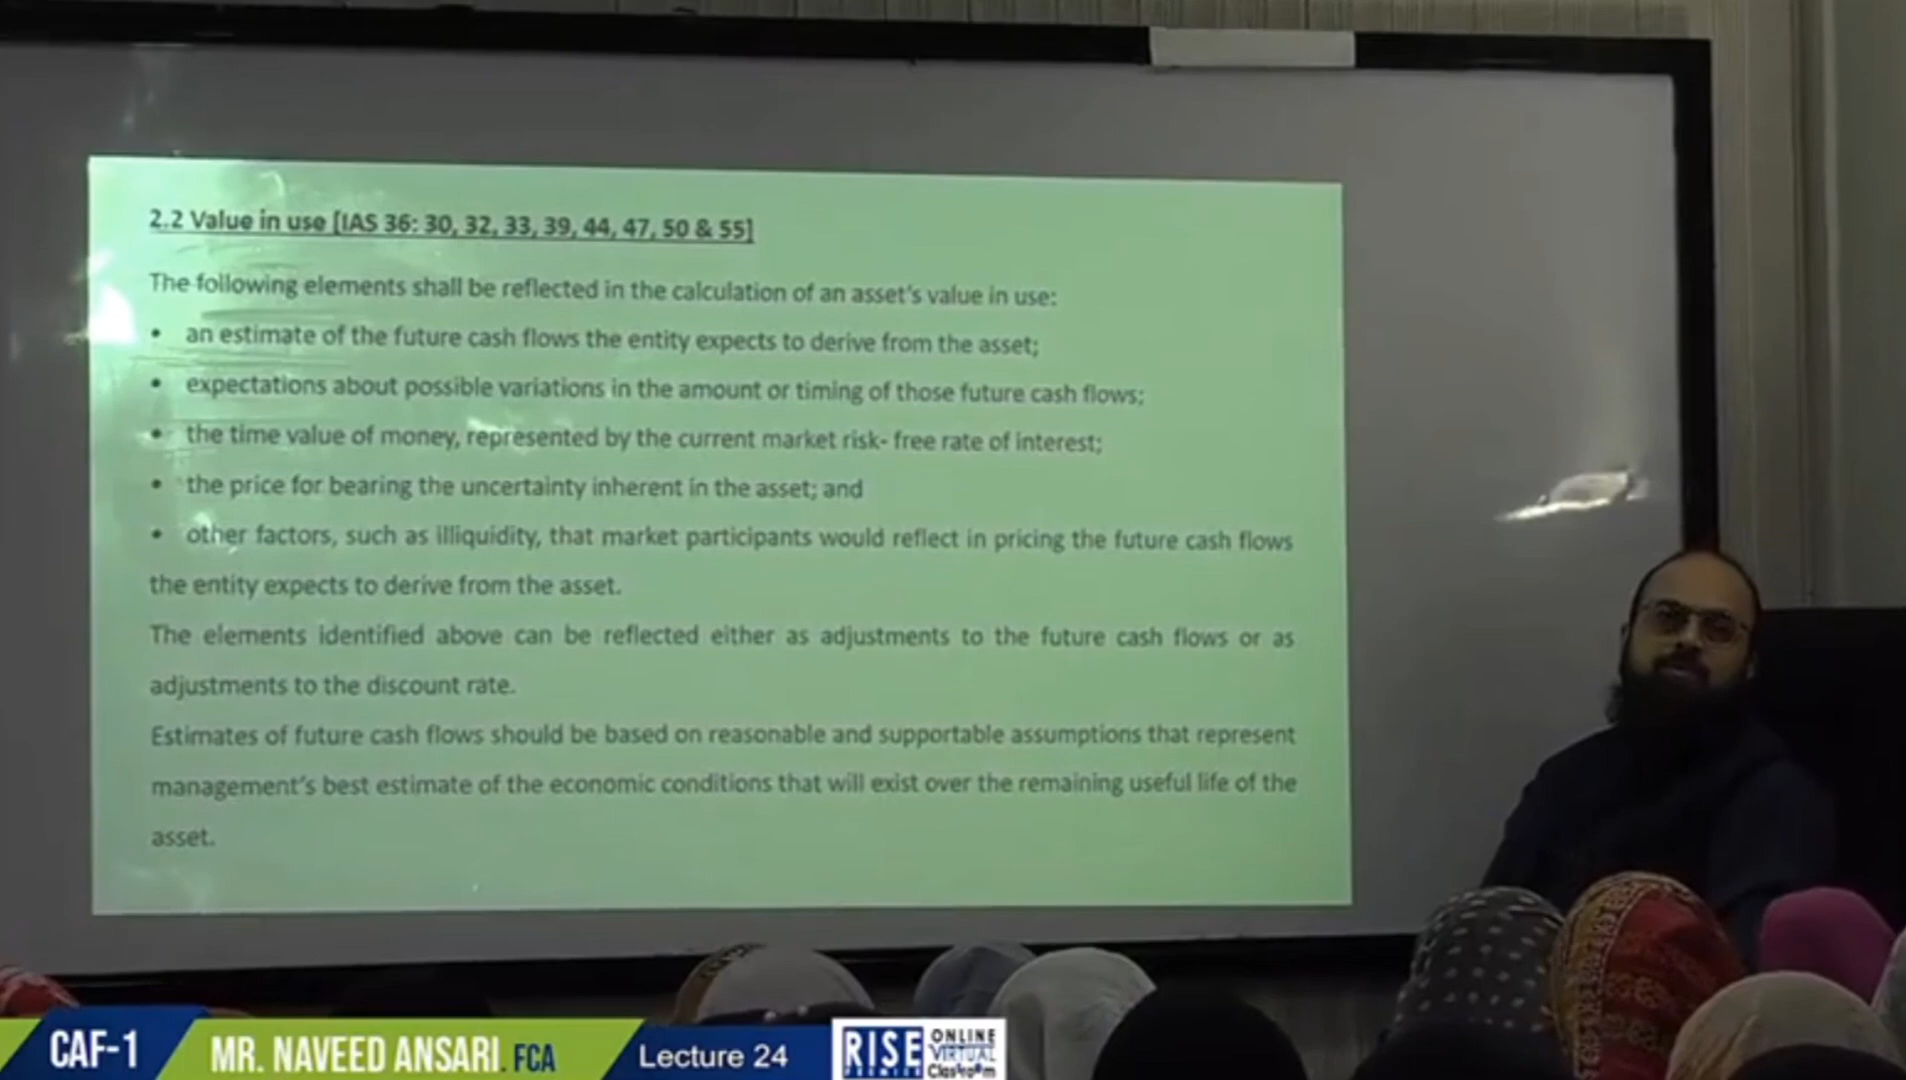 2.2 Value in use [IAS 36: 30, 32, 33, 39, 44, 47, 50 & 55]
The following elements shall be reflected in the calculation of an asset's value in use:
• an estimate of the future cash flows the entity expects to derive from the asset;
• expectations about possible variations in the amount or timing of those future cash flows;
• the time value of money, represented by the current market risk- free rate of interest;
• the price for bearing the uncertainty inherent in the asset; and
• other factors, such as illiquidity, that market participants would reflect in pricing the future cash flows
the entity expects to derive from the asset.
The elements identified above can be reflected either as adjustments to the future cash flows or as
adjustments to the discount rate.
Estimates of future cash flows should be based on reasonable and supportable assumptions that represent
management's best estimate of the economic conditions that will exist over the remaining useful life of the
asset.
CAF-1
MR. NAVEED ANSARI. FCA
Lecture 24
RISE
PREMIER
ONLINE
VIRTUAL
Classroom